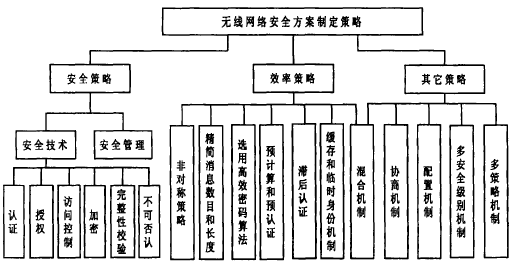 无线网络安全方案制定策略
安全策略
效率策略
其它策略
安全技术
安全管理
认证
授权
访问控制
加密
完整性校验
不可否认
非对称策略
精简消息数目和长度
选用高效密码算法
预计算和预认证
滞后认证
缓存和临时身份机制
混合机制
协商机制
配置机制
多安全级别机制
多策略机制